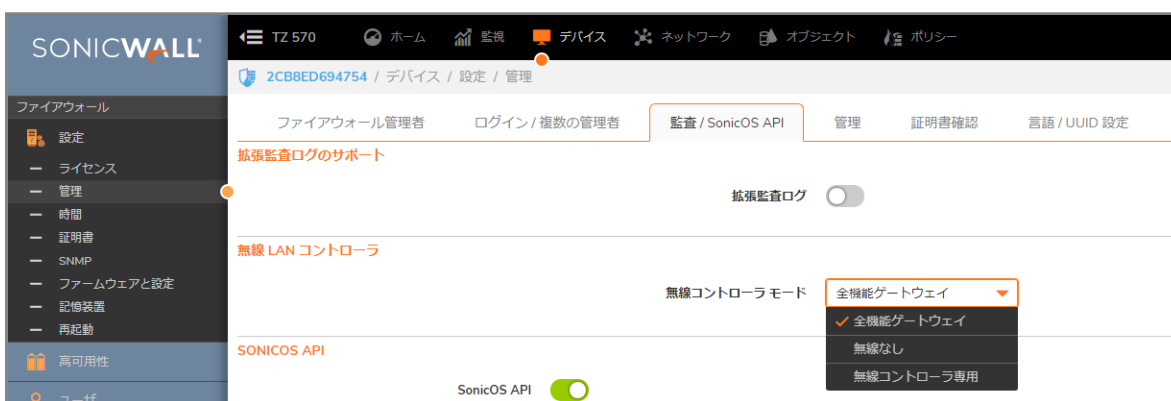 SONICWALL
TZ 570 ホーム 監視 デバイス ネットワーク オブジェクト ポリシー
2CB8ED694754 / デバイス / 設定 / 管理
ファイアウォール
設定
ライセンス
管理
時間
証明書
SNMP
ファームウェアと設定
記憶装置
再起動
高可用性
ユーザ
ファイアウォール管理者 ログイン / 複数の管理者 監査 / SonicOS API 管理 証明書確認 言語 / UUID 設定
拡張監査ログのサポート
拡張監査ログ
無線 LAN コントローラ
無線コントローラ モード 全機能ゲートウェイ
全機能ゲートウェイ
無線なし
無線コントローラ専用
SONICOS API
SonicOS API